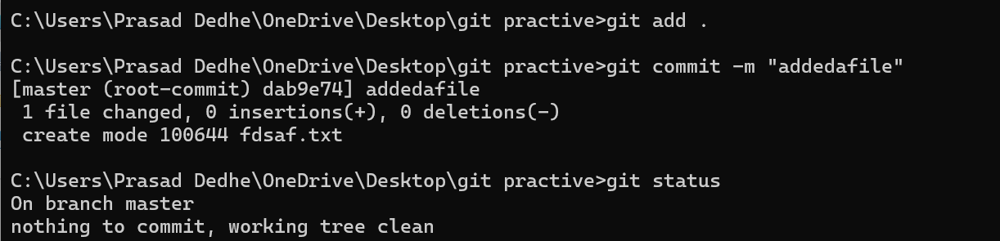 C:\Users\Prasad Dedhe\OneDrive\Desktop\git practive>git add .
C:\Users\Prasad Dedhe\OneDrive\Desktop\git practive>git commit -m "addedafile"
[master (root-commit) dab9e74] addedafile
 1 file changed, 0 insertions(+), 0 deletions(-)
 create mode 100644 fdsaf.txt
C:\Users\Prasad Dedhe\OneDrive\Desktop\git practive>git status
On branch master
nothing to commit, working tree clean